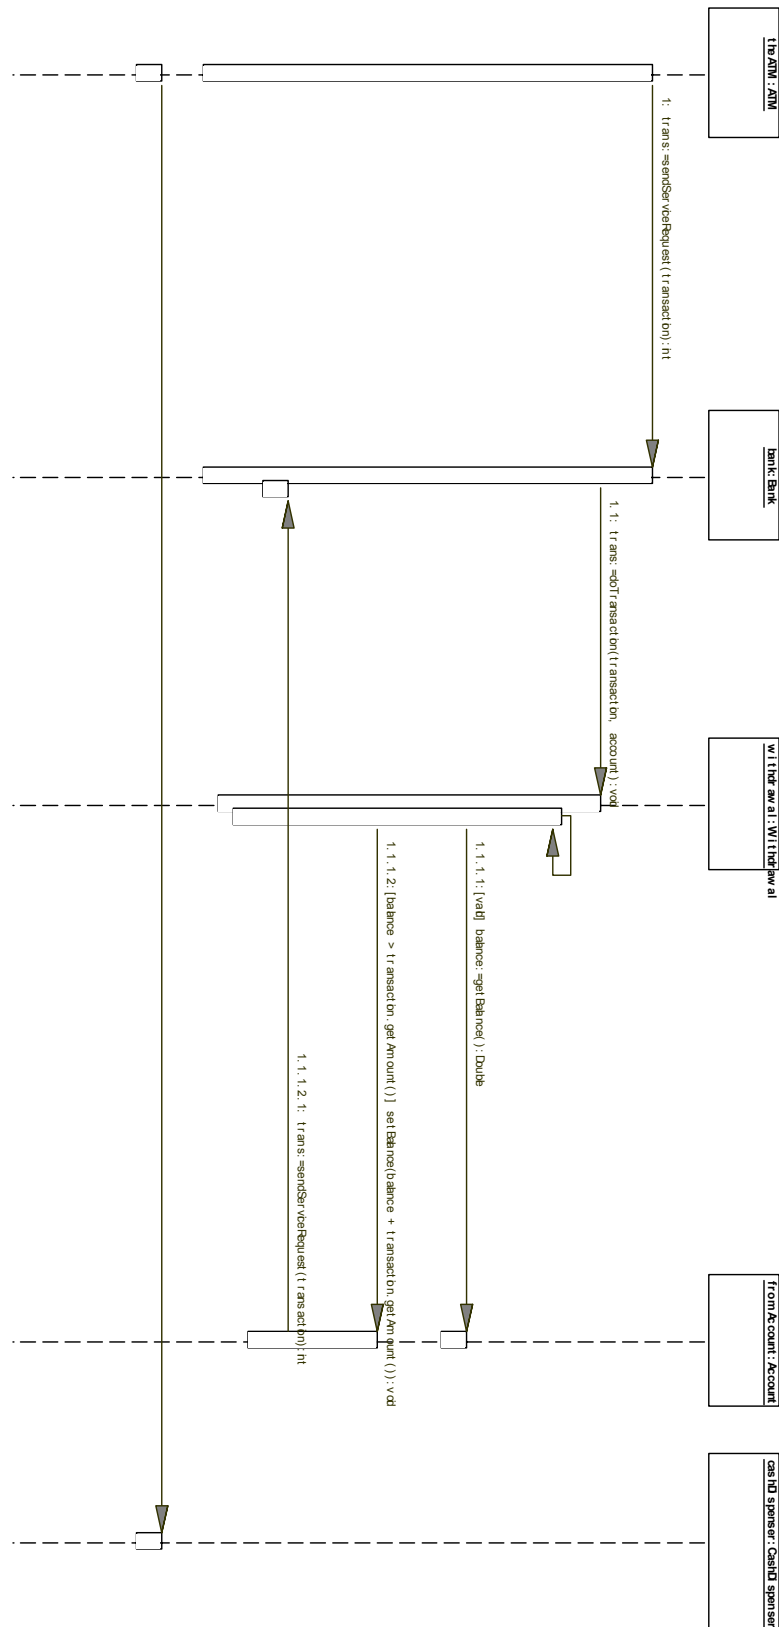 theATM : ATM
bank: Bank
withdrawal : Withdrawal
fromAccount : Account
cashDispenser : CashDispenser
1: trans:=sendServiceRequest(transaction):int
1.1: trans:=doTransaction(transaction, account):void
1.1.1.1: [valid] balance:=getBalance():Double
1.1.1.2: [balance > transaction.getAmount()] setBalance(balance + transaction.getAmount()):void
1.1.1.2.1: trans:=sendServiceRequest(transaction):int